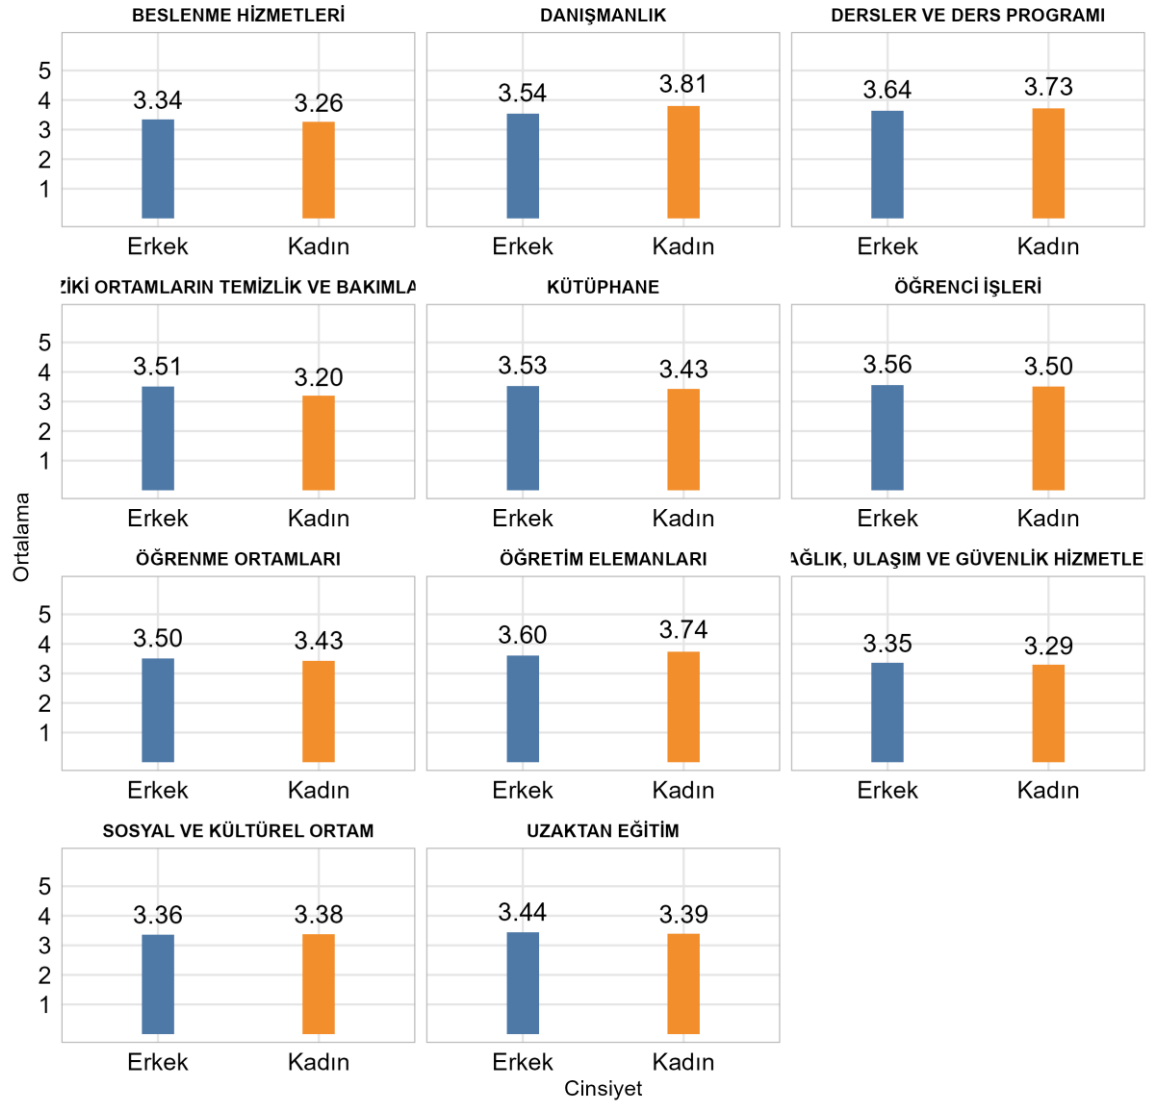 BESLENME HİZMETLERİ
DANIŞMANLIK
DERSLER VE DERS PROGRAMI
5
4
3
2
1
3.34
3.26
3.54
3.81
3.64
3.73
Erkek Kadın
Erkek Kadın
Erkek Kadın
ZİKİ ORTAMLARIN TEMİZLİK VE BAKIMLA
KÜTÜPHANE
ÖĞRENCİ İŞLERİ
5
4
3
2
1
3.51
3.20
3.53
3.43
3.56
3.50
Erkek Kadın
Erkek Kadın
Erkek Kadın
Ortalama
ÖĞRENME ORTAMLARI
ÖĞRETİM ELEMANLARI
AĞLIK, ULAŞIM VE GÜVENLİK HİZMETLE
5
4
3
2
1
3.50
3.43
3.60
3.74
3.35
3.29
Erkek Kadın
Erkek Kadın
Erkek Kadın
SOSYAL VE KÜLTÜREL ORTAM
UZAKTAN EĞİTİM
5
4
3
2
1
3.36
3.38
3.44
3.39
Erkek Kadın
Erkek Kadın
Cinsiyet